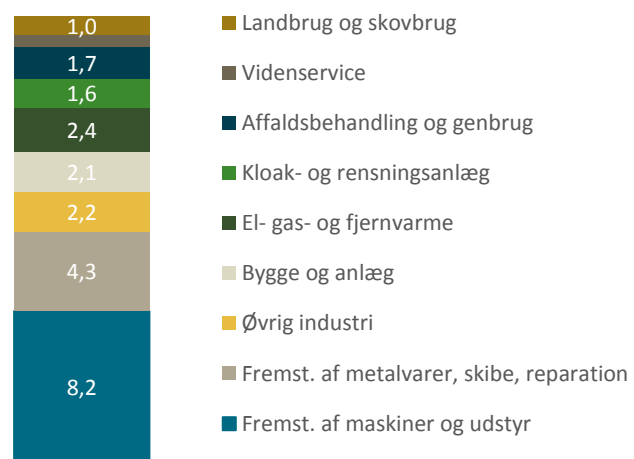 1,0
1,7
1,6
2,4
2,1
2,2
4,3
8,2
Landbrug og skovbrug
Videnservice
Affaldsbehandling og genbrug
Kloak- og rensningsanlæg
El- gas- og fjernvarme
Bygge og anlæg
Øvrig industri
Fremst. af metalvarer, skibe, reparation
Fremst. af maskiner og udstyr